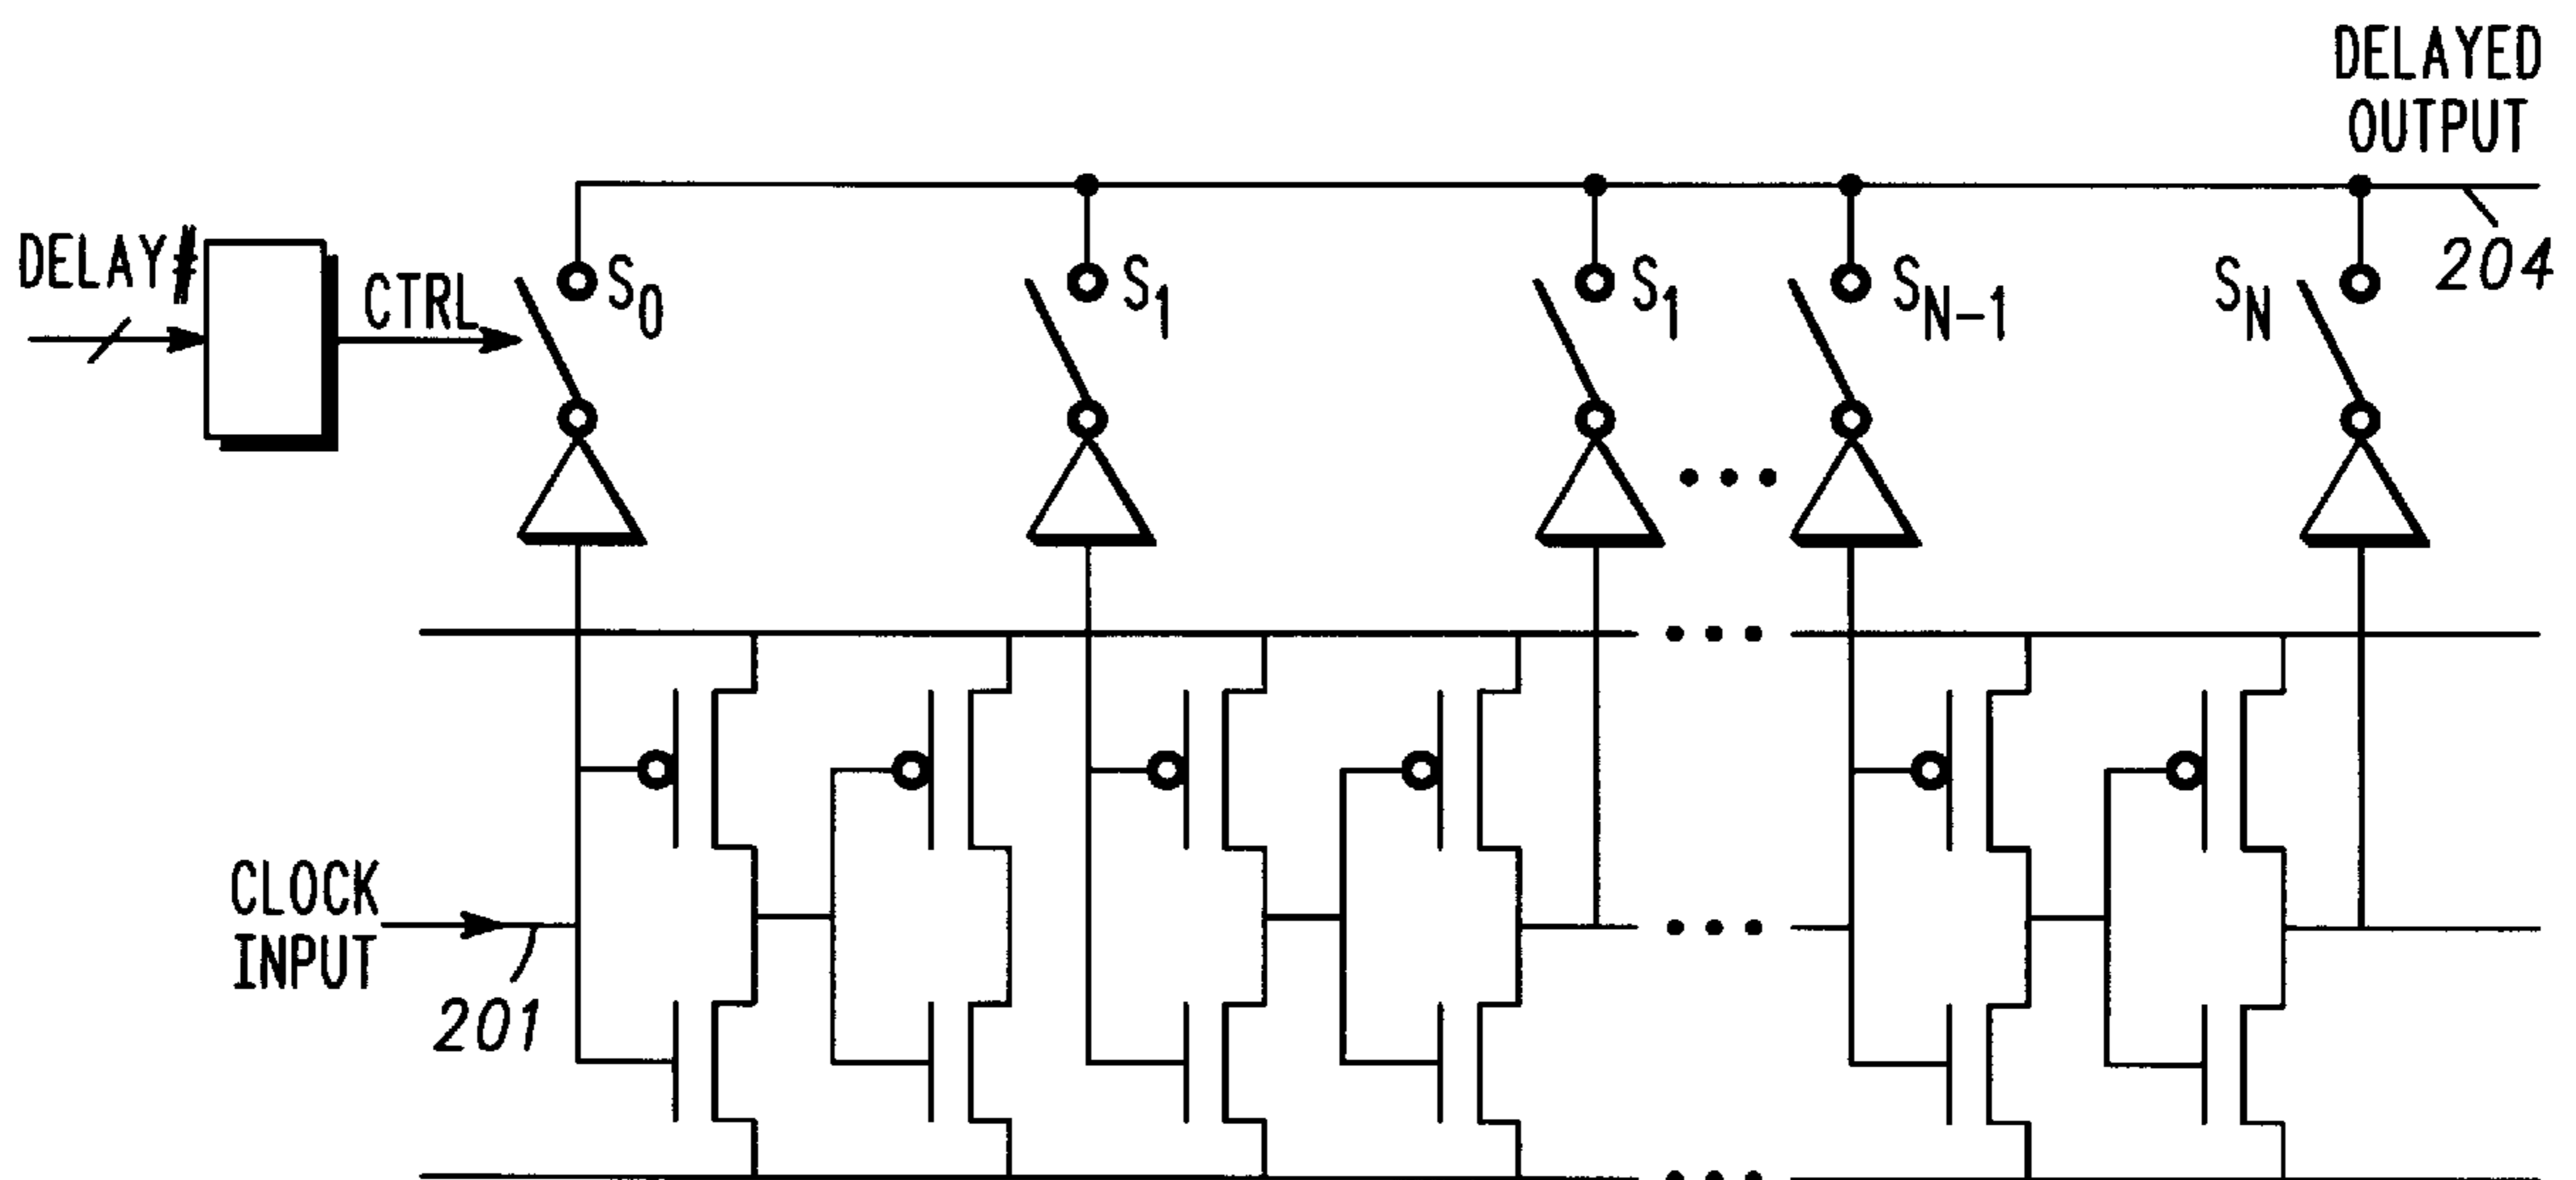 DELAYED
OUTPUT
DELAY#
CTRL
S0
S1
S1
SN-1
SN
204
CLOCK
INPUT
201